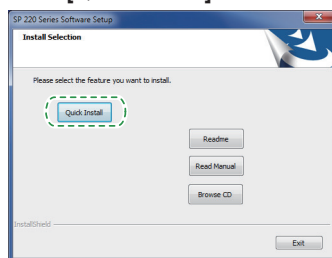 SP 220 Series Software Setup
Install Selection
Please select the feature you want to install.
Quick Install
Readme
Read Manual
Browse CD
InstallShield
Exit